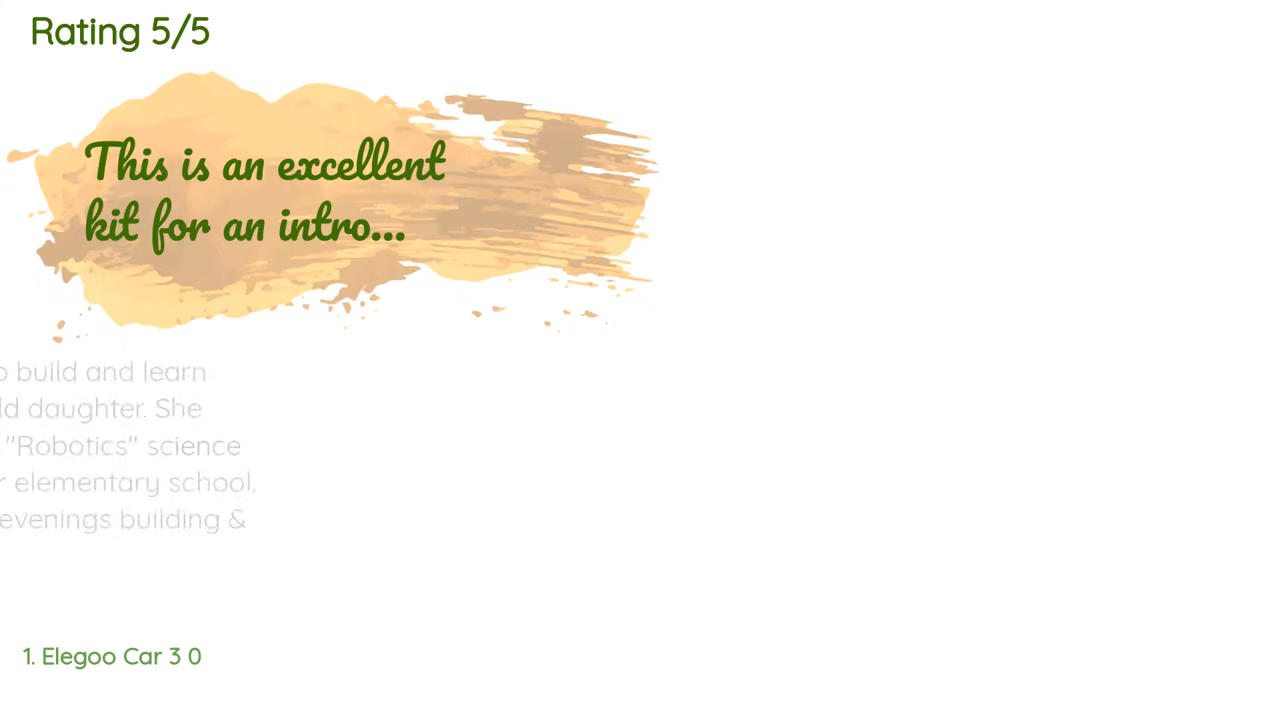 Rating 5/5
This is an excellent
kit for an intro...
build and learn
daughter. She
"Robotics" science
elementary school,
evenings building &
1. Elegoo Car 3 0